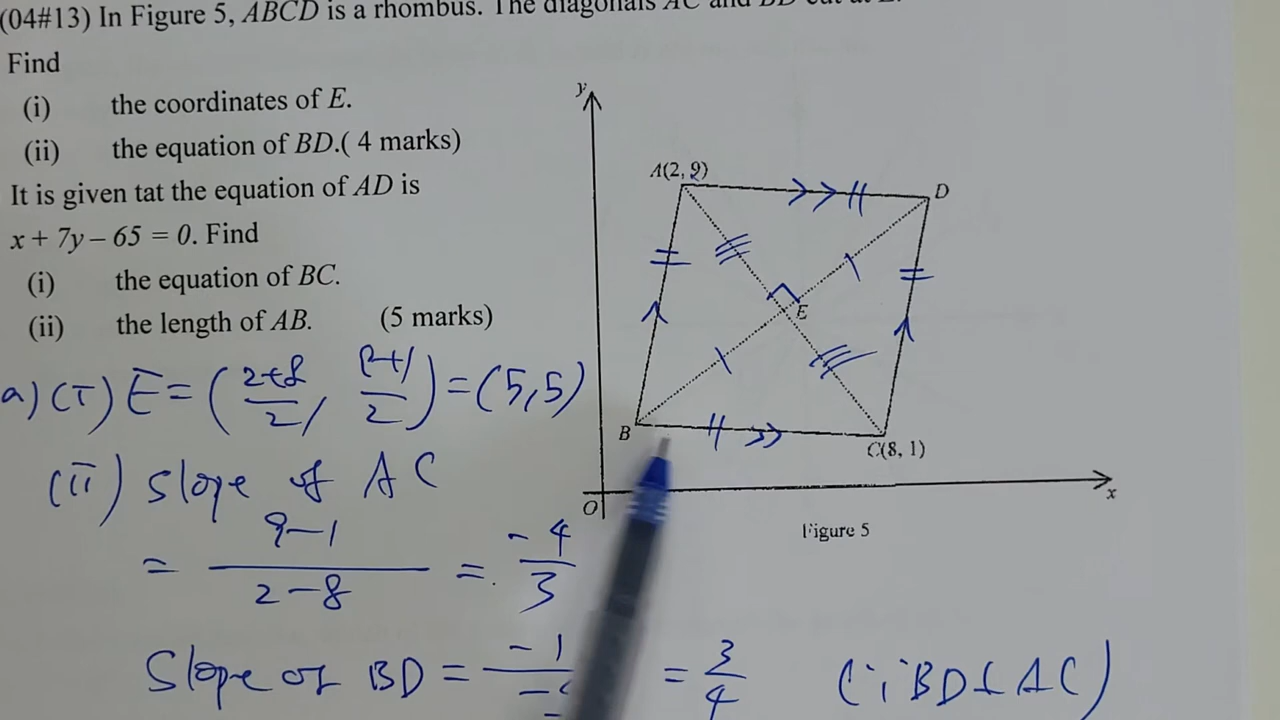 (04#13) In Figure 5, ABCD is a rhombus. The diagonals AC and BD cut at E.
Find
(i) the coordinates of E.
(ii) the equation of BD.( 4 marks)
It is given tat the equation of AD is
x + 7y – 65 = 0. Find
(i) the equation of BC.
(ii) the length of AB. (5 marks)
y
A(2, 9)
D
E
B
C(8, 1)
O
x
Figure 5
a) (i) E = (2+8/2, 9+1/2) = (5,5)
(ii) slope of AC
= 9-1/2-8 = -4/3
Slope of BD = -1/ = 3/4 (∵BD⊥AC)